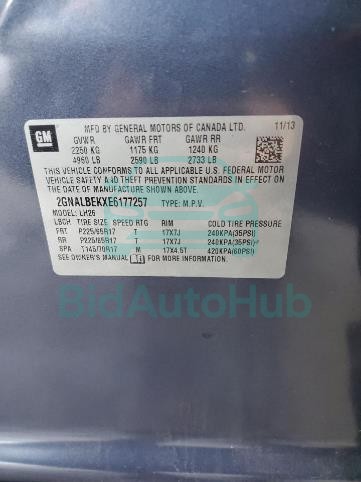 GM
MFD BY GENERAL MOTORS OF CANADA LTD.
11/13
GVWR GAWR FRT GAWR RR
2250 KG 1175 KG 1240 KG
4960 LB 2590 LB 2733 LB
THIS VEHICLE CONFORMS TO ALL APPLICABLE U.S. FEDERAL MOTOR
VEHICLE SAFETY, BUMPER, AND THEFT PREVENTION STANDARDS IN EFFECT
ON THE DATE OF MANUFACTURE SHOWN ABOVE.
2GNALBEKXE6177257 TYPE: M.P.V.
MODEL: LH26
LBCH TIRE SIZE SPEED RTG RIM COLD TIRE PRESSURE
FRT P225/65R17 T 17X7J 240KPA(35PSI)
RR P225/65R17 T 17X7J 240KPA(35PSI)
SPA T145/70R17 M 17X4.5T 420KPA(60PSI)
SEE OWNER'S MANUAL FOR MORE INFORMATION.
BidAutoHub